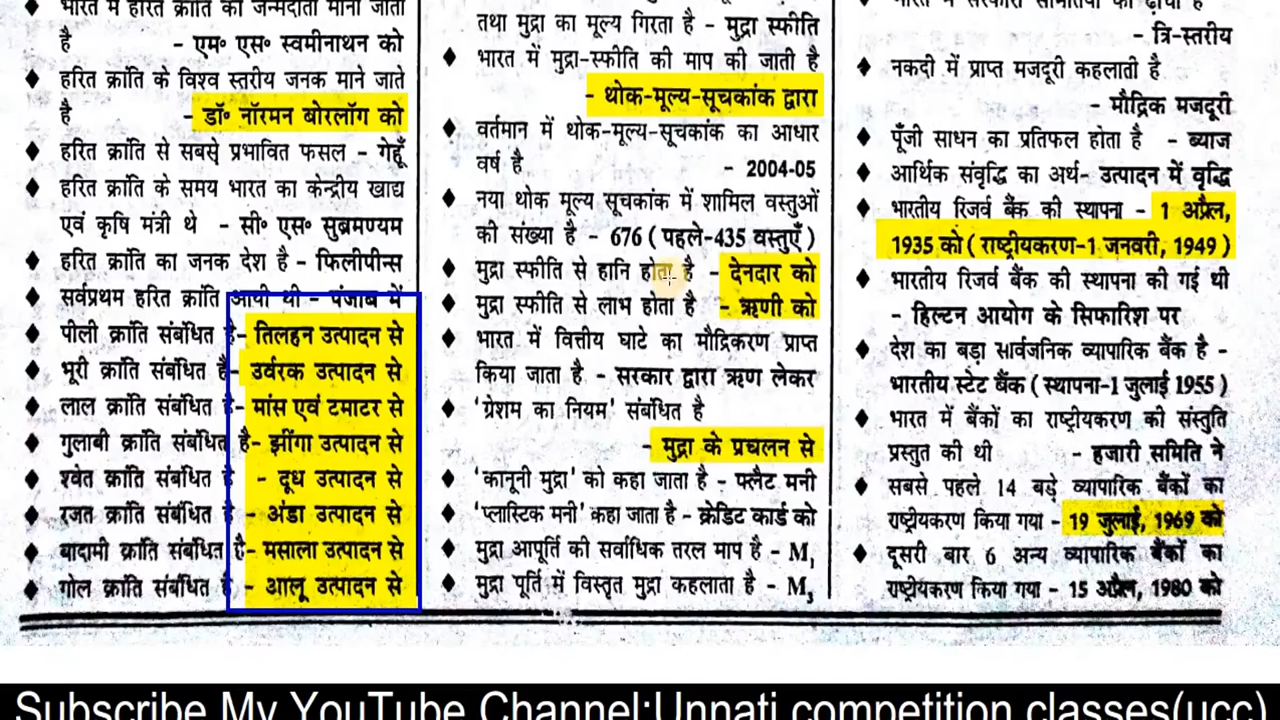 भारत में हरित क्रांति का जन्मदाता माना जाता
है - एम॰ एस॰ स्वमीनाथन को
हरित क्रांति के विश्व स्तरीय जनक माने जाते
है - डॉ॰ नॉरमन बोरलॉग को
हरित क्रांति से सबसे प्रभावित फसल - गेहूँ
हरित क्रांति के समय भारत का केन्द्रीय खाद्य
एवं कृषि मंत्री थे - सी॰ एस॰ सुब्रमण्यम
हरित क्रांति का जनक देश है - फिलीपीन्स
सर्वप्रथम हरित क्रांति आयी थी - पंजाब में
पीली क्रांति संबंधित है- तिलहन उत्पादन से
भूरी क्रांति संबंधित है- उर्वरक उत्पादन से
लाल क्रांति संबंधित है- मांस एवं टमाटर से
गुलाबी क्रांति संबंधित है- झींगा उत्पादन से
श्वेत क्रांति संबंधित है - दूध उत्पादन से
रजत क्रांति संबंधित है - अंडा उत्पादन से
बादामी क्रांति संबंधित है- मसाला उत्पादन से
गोल क्रांति संबंधित है - आलू उत्पादन से
तथा मुद्रा का मूल्य गिरता है - मुद्रा स्फीति
भारत में मुद्रा-स्फीति की माप की जाती है
- थोक-मूल्य-सूचकांक द्वारा
वर्तमान में थोक-मूल्य-सूचकांक का आधार
वर्ष है - 2004-05
नया थोक मूल्य सूचकांक में शामिल वस्तुओं
की संख्या है - 676 ( पहले-435 वस्तुएँ )
मुद्रा स्फीति से हानि होता है - देनदार को
मुद्रा स्फीति से लाभ होता है - ऋणी को
भारत में वित्तीय घाटे का मौद्रिकरण प्राप्त
किया जाता है - सरकार द्वारा ऋण लेकर
'ग्रेशम का नियम' संबंधित है
- मुद्रा के प्रचलन से
'कानूनी मुद्रा' को कहा जाता है - फ्लैट मनी
'प्लास्टिक मनी' कहा जाता है - क्रेडिट कार्ड को
मुद्रा आपूर्ति की सर्वाधिक तरल माप है - M₁
मुद्रा पूर्ति में विस्तृत मुद्रा कहलाता है - M₃
भारत में सरकारी समितियों का ढ़ाँचा है
- त्रि-स्तरीय
नकदी में प्राप्त मजदूरी कहलाती है
- मौद्रिक मजदूरी
पूँजी साधन का प्रतिफल होता है - ब्याज
आर्थिक संवृद्धि का अर्थ- उत्पादन में वृद्धि
भारतीय रिजर्व बैंक की स्थापना - 1 अप्रैल,
1935 को ( राष्ट्रीयकरण-1 जनवरी, 1949 )
भारतीय रिजर्व बैंक की स्थापना की गई थी
- हिल्टन आयोग के सिफारिश पर
देश का बड़ा सार्वजनिक व्यापारिक बैंक है -
भारतीय स्टेट बैंक ( स्थापना-1 जुलाई 1955 )
भारत में बैंकों का राष्ट्रीयकरण की संस्तुति
प्रस्तुत की थी - हजारी समिति ने
सबसे पहले 14 बड़े व्यापारिक बैंकों का
राष्ट्रीयकरण किया गया - 19 जुलाई, 1969 को
दूसरी बार 6 अन्य व्यापारिक बैंकों का
राष्ट्रीयकरण किया गया - 15 अप्रैल, 1980 को
Subscribe My YouTube Channel:Unnati competition classes(ucc)